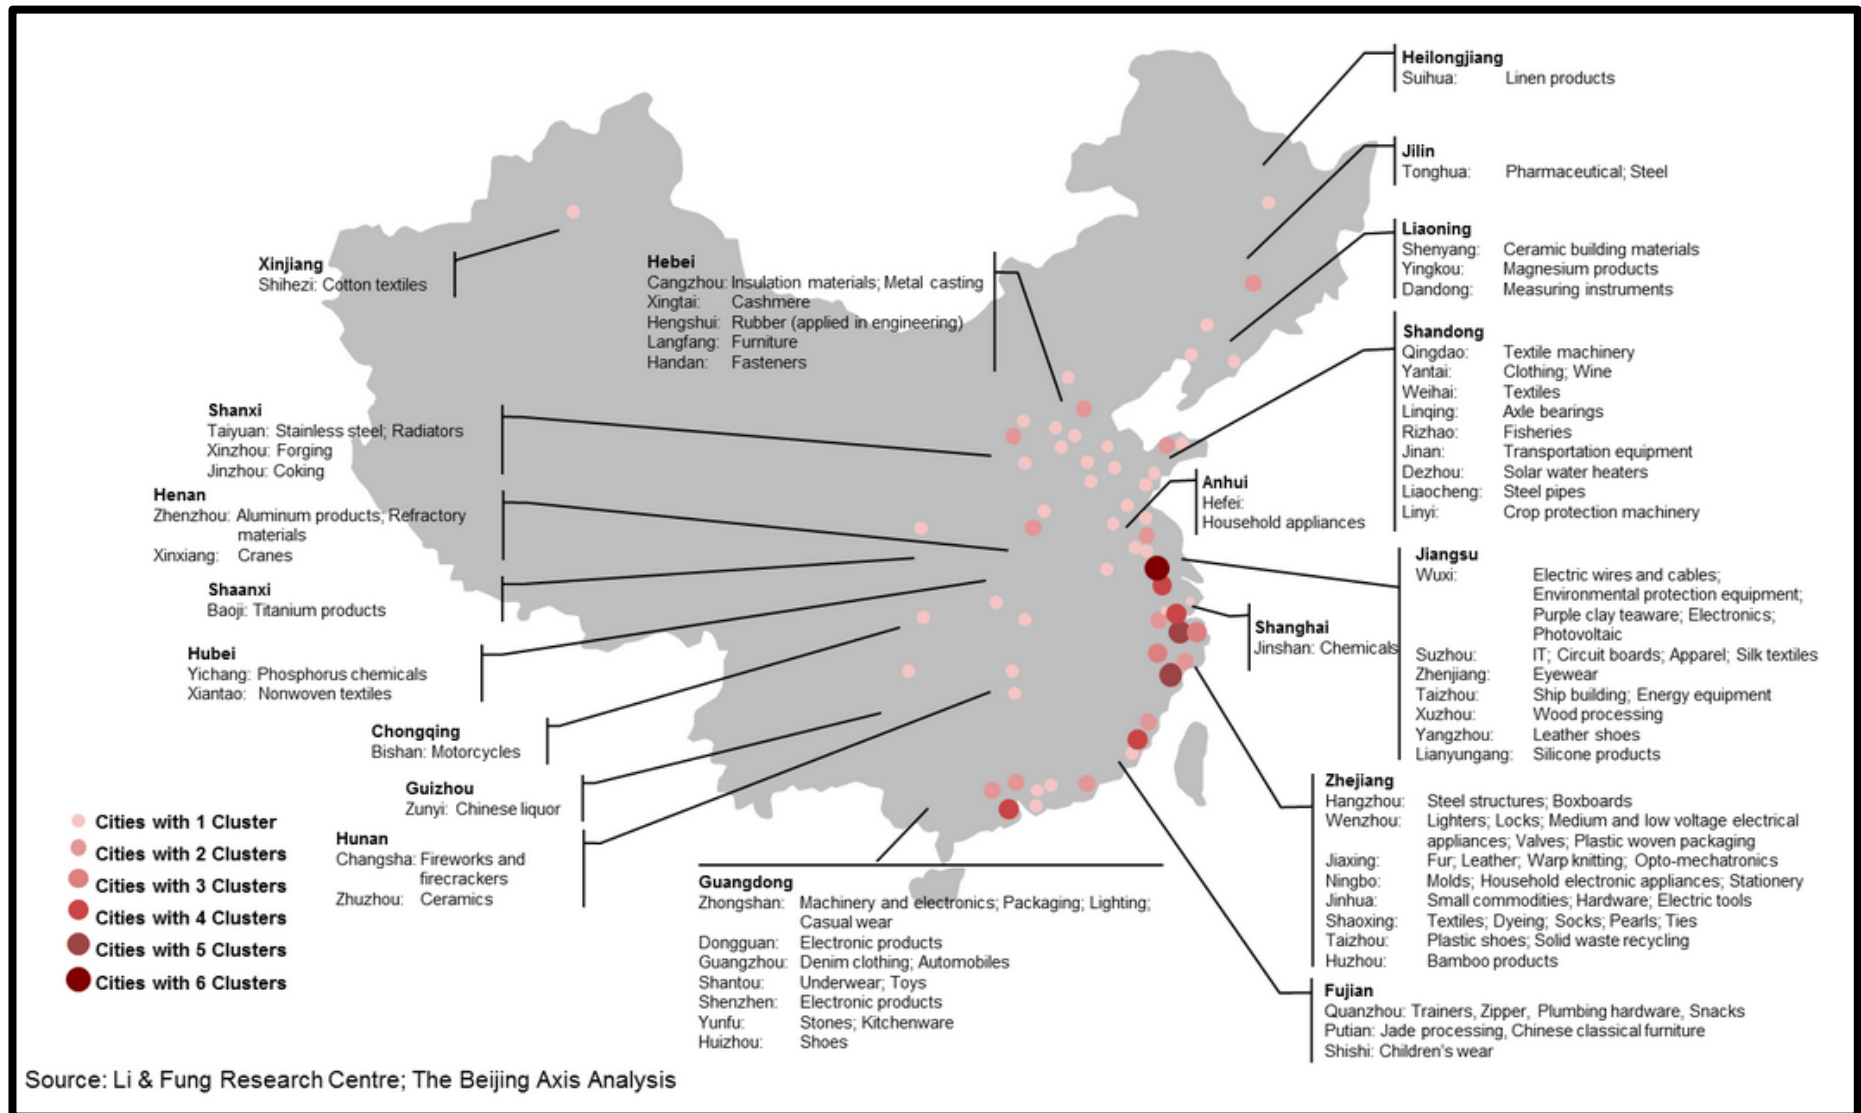 Heilongjiang
Suihua: Linen products
Jilin
Tonghua: Pharmaceutical; Steel
Liaoning
Shenyang: Ceramic building materials
Yingkou: Magnesium products
Dandong: Measuring instruments
Xinjiang
Shihezi: Cotton textiles
Hebei
Cangzhou: Insulation materials; Metal casting
Xingtai: Cashmere
Hengshui: Rubber (applied in engineering)
Langfang: Furniture
Handan: Fasteners
Shandong
Qingdao: Textile machinery
Yantai: Clothing; Wine
Weihai: Textiles
Linqing: Axle bearings
Rizhao: Fisheries
Jinan: Transportation equipment
Dezhou: Solar water heaters
Liaocheng: Steel pipes
Linyi: Crop protection machinery
Shanxi
Taiyuan: Stainless steel; Radiators
Xinzhou: Forging
Jinzhou: Coking
Anhui
Hefei:
Household appliances
Henan
Zhenzhou: Aluminum products; Refractory
materials
Xinxiang: Cranes
Shaanxi
Baoji: Titanium products
Jiangsu
Wuxi: Electric wires and cables;
Environmental protection equipment;
Purple clay teaware; Electronics;
Photovoltaic
Suzhou: IT; Circuit boards; Apparel; Silk textiles
Zhenjiang: Eyewear
Taizhou: Ship building; Energy equipment
Xuzhou: Wood processing
Yangzhou: Leather shoes
Lianyungang: Silicone products
Shanghai
Jinshan: Chemicals
Hubei
Yichang: Phosphorus chemicals
Xiantao: Nonwoven textiles
Chongqing
Bishan: Motorcycles
Guizhou
Zunyi: Chinese liquor
Hunan
Changsha: Fireworks and
firecrackers
Zhuzhou: Ceramics
Zhejiang
Hangzhou: Steel structures; Boxboards
Wenzhou: Lighters; Locks; Medium and low voltage electrical
appliances; Valves; Plastic woven packaging
Jiaxing: Fur; Leather; Warp knitting; Opto-mechatronics
Ningbo: Molds; Household electronic appliances; Stationery
Jinhua: Small commodities; Hardware; Electric tools
Shaoxing: Textiles; Dyeing; Socks; Pearls; Ties
Taizhou: Plastic shoes; Solid waste recycling
Huzhou: Bamboo products
Cities with 1 Cluster
Cities with 2 Clusters
Cities with 3 Clusters
Cities with 4 Clusters
Cities with 5 Clusters
Cities with 6 Clusters
Guangdong
Zhongshan: Machinery and electronics; Packaging; Lighting;
Casual wear
Dongguan: Electronic products
Guangzhou: Denim clothing; Automobiles
Shantou: Underwear; Toys
Shenzhen: Electronic products
Yunfu: Stones; Kitchenware
Huizhou: Shoes
Fujian
Quanzhou: Trainers, Zipper, Plumbing hardware, Snacks
Putian: Jade processing, Chinese classical furniture
Shishi: Children's wear
Source: Li & Fung Research Centre; The Beijing Axis Analysis